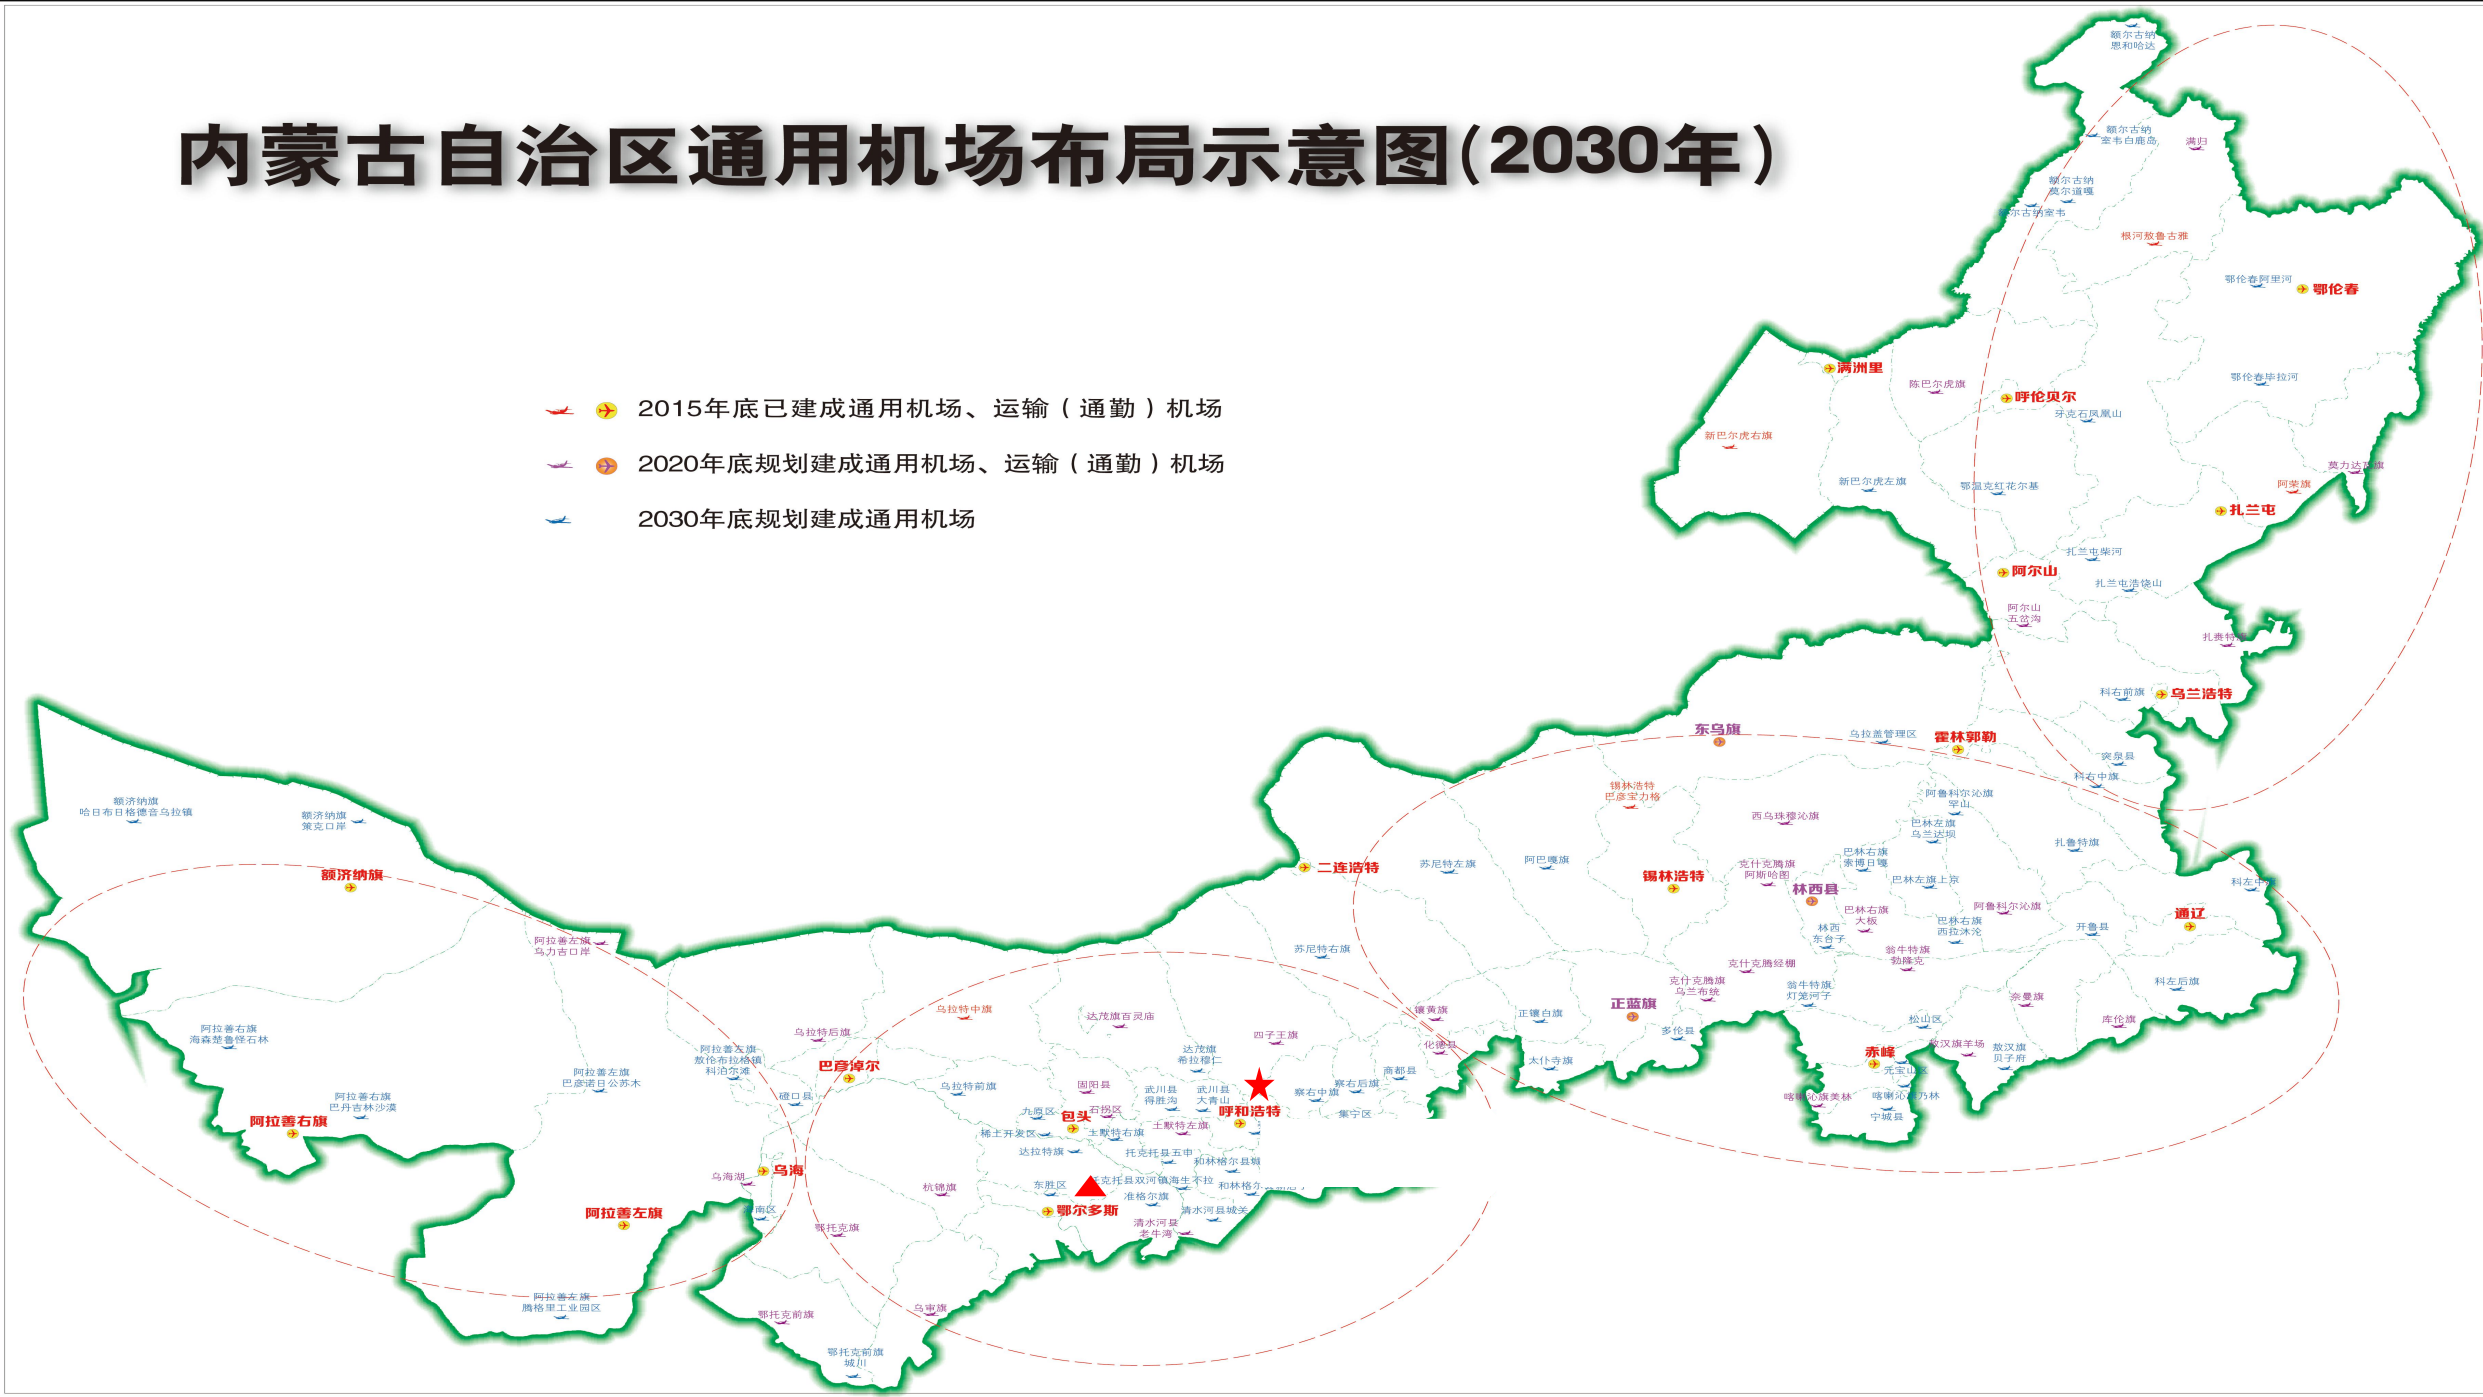 内蒙古自治区通用机场布局示意图(2030年)
2015年底已建成通用机场、运输（通勤）机场
2020年底规划建成通用机场、运输（通勤）机场
2030年底规划建成通用机场
额尔古纳
恩和哈达
额尔古纳
室韦白鹿岛
满归
额尔古纳
莫尔道嘎
额尔古纳室韦
根河敖鲁古雅
鄂伦春阿里河
鄂伦春
满洲里
陈巴尔虎旗
呼伦贝尔
鄂伦春毕拉河
牙克石凤凰山
新巴尔虎右旗
新巴尔虎左旗
鄂温克红花尔基
莫力达瓦旗
阿荣旗
扎兰屯
扎兰屯柴河
阿尔山
扎兰屯浩饶山
阿尔山
五岔沟
扎赉特旗
科右前旗
乌兰浩特
东乌旗
乌拉盖管理区
霍林郭勒
突泉县
科右中旗
锡林浩特
巴彦宝力格
阿鲁科尔沁旗
罕山
西乌珠穆沁旗
巴林左旗
乌兰达坝
扎鲁特旗
额济纳旗
哈日布日格德音乌拉镇
额济纳旗
策克口岸
额济纳旗
二连浩特
苏尼特左旗
阿巴嘎旗
锡林浩特
克什克腾旗
阿斯哈图
巴林右旗
索博日嘎
林西县
巴林左旗上京
科左中旗
阿鲁科尔沁旗
通辽
巴林右旗
大板
巴林右旗
西拉沐沦
开鲁县
林西
东台子
阿拉善左旗
乌力吉口岸
苏尼特右旗
翁牛特旗
勃隆克
克什克腾经棚
克什克腾旗
乌兰布统
翁牛特旗
灯笼河子
科左后旗
正蓝旗
奈曼旗
乌拉特中旗
达茂旗百灵庙
镶黄旗
正镶白旗
松山区
库伦旗
阿拉善右旗
海森楚鲁怪石林
乌拉特后旗
四子王旗
多伦县
阿拉善左旗
敖伦布拉格镇
科泊尔滩
达茂旗
希拉穆仁
化德县
太仆寺旗
赤峰
敖汉旗羊场
敖汉旗
贝子府
巴彦淖尔
阿拉善左旗
巴彦诺日公苏木
商都县
元宝山区
乌拉特前旗
固阳县
武川县
得胜沟
武川县
大青山
察右后旗
察右中旗
磴口县
喀喇沁旗美林
宁城县
阿拉善右旗
巴丹吉林沙漠
九原区
石拐区
包头
呼和浩特
集宁区
阿拉善右旗
稀土开发区
土默特右旗
土默特左旗
达拉特旗
托克托县五申
乌海
乌海湖
杭锦旗
东胜区
托克托县双河镇海生不拉
准格尔旗
阿拉善左旗
鄂尔多斯
清水河县城关
鄂托克旗
清水河县
老牛湾
阿拉善左旗
腾格里工业园区
鄂托克前旗
乌审旗
鄂托克前旗
城川